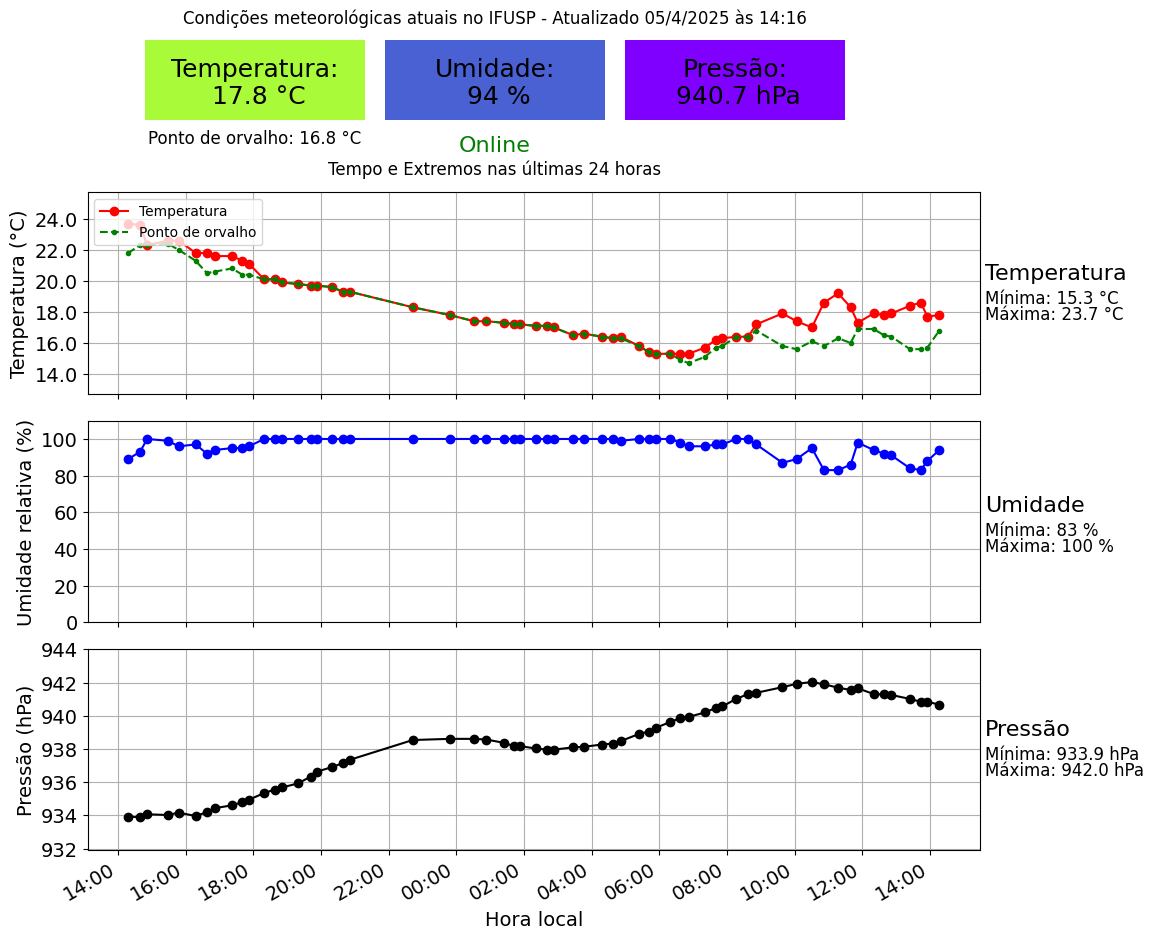 Condições meteorológicas atuais no IFUSP - Atualizado 05/4/2025 às 14:16
Temperatura:
17.8 °C
Umidade:
94 %
Pressão:
940.7 hPa
Ponto de orvalho: 16.8 °C
Online
Tempo e Extremos nas últimas 24 horas
Temperatura (°C)
24.0
22.0
20.0
18.0
16.0
14.0
Temperatura
Ponto de orvalho
Temperatura
Mínima: 15.3 °C
Máxima: 23.7 °C
Umidade relativa (%)
100
80
60
40
20
0
Umidade
Mínima: 83 %
Máxima: 100 %
Pressão (hPa)
944
942
940
938
936
934
932
Pressão
Mínima: 933.9 hPa
Máxima: 942.0 hPa
14:00
16:00
18:00
20:00
22:00
00:00
02:00
04:00
06:00
08:00
10:00
12:00
14:00
Hora local